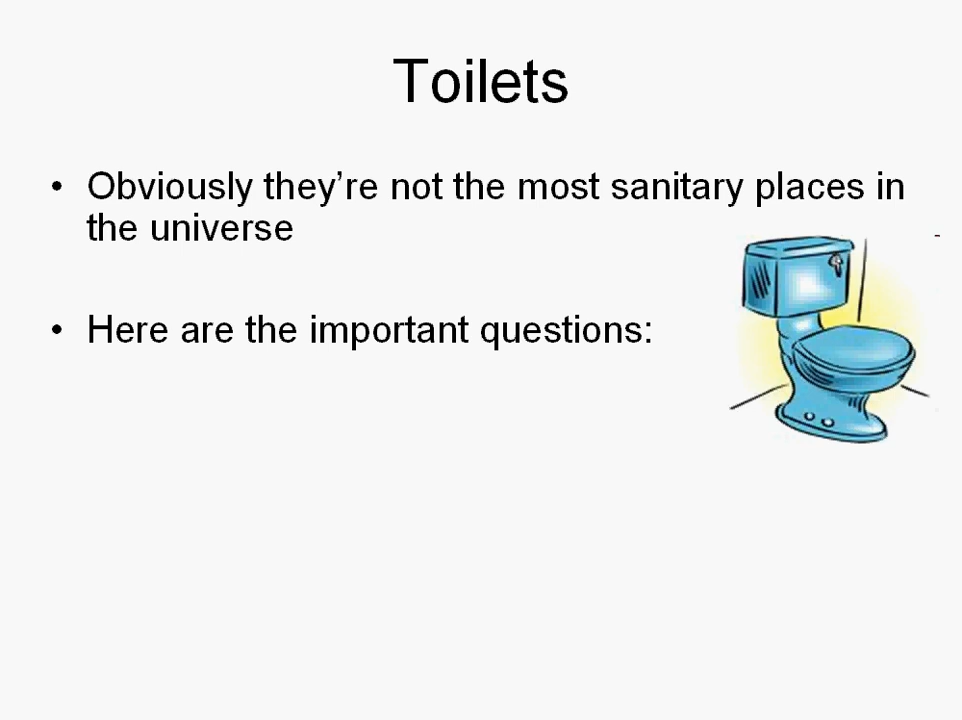 Toilets
• Obviously they’re not the most sanitary places in
the universe
• Here are the important questions: